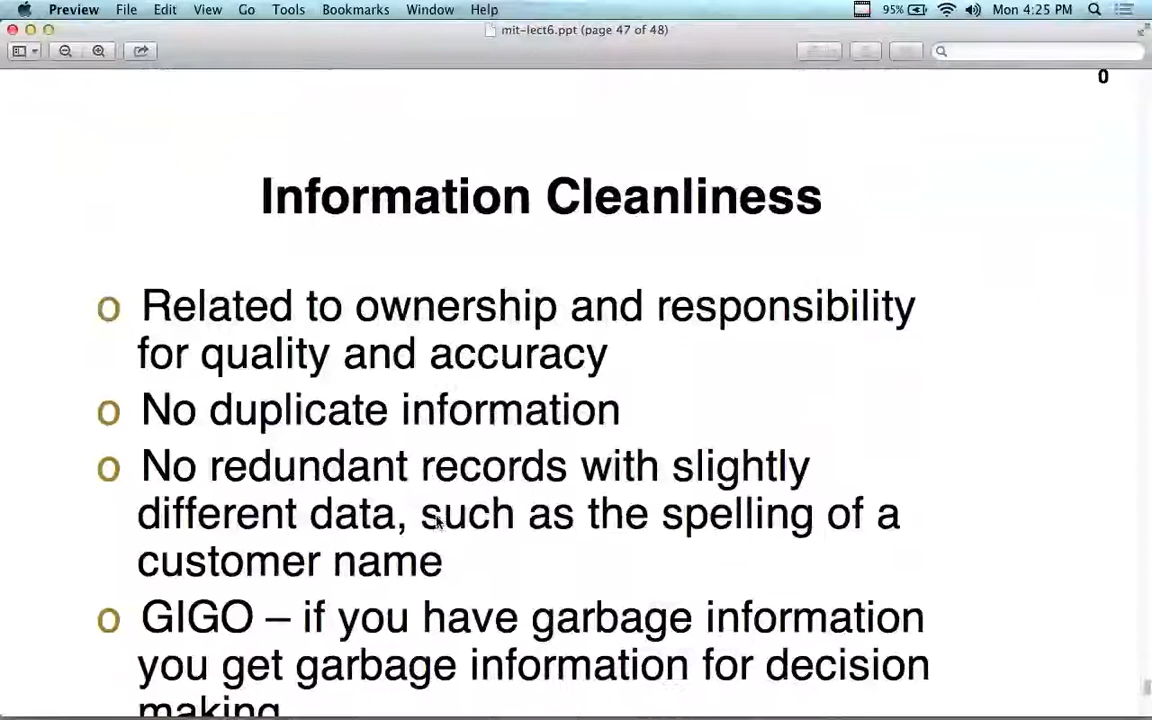 Preview File Edit View Go Tools Bookmarks Window Help 95% Mon 4:25 PM
mit-lect6.ppt (page 47 of 48)
0
Information Cleanliness
o Related to ownership and responsibility
for quality and accuracy
o No duplicate information
o No redundant records with slightly
different data, such as the spelling of a
customer name
o GIGO – if you have garbage information
you get garbage information for decision
making